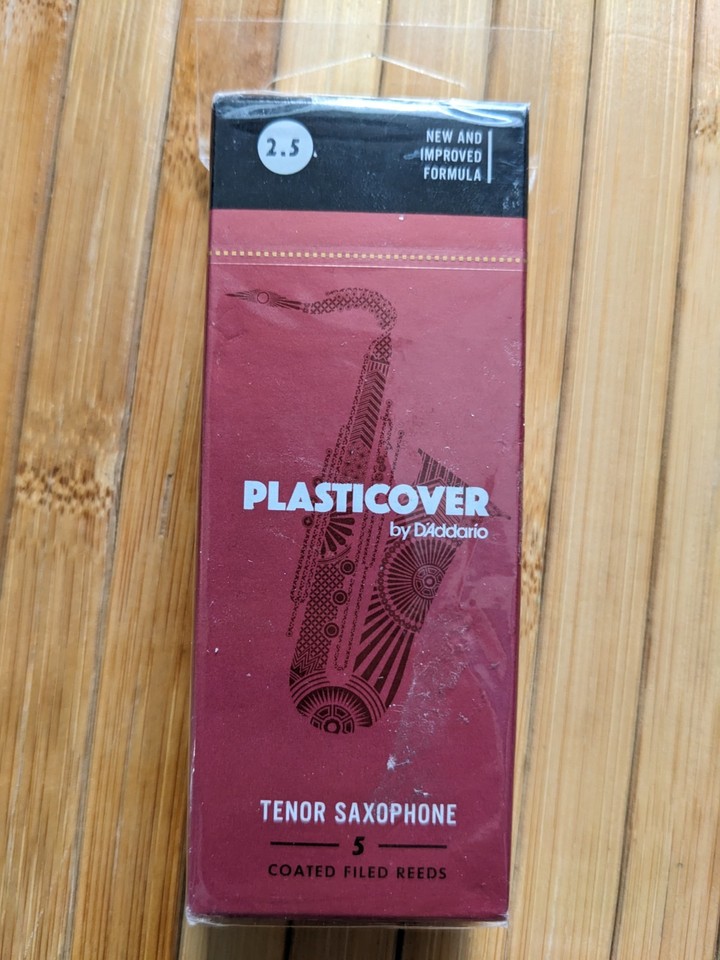 2.5
NEW AND
IMPROVED
FORMULA
PLASTICOVER
by D'Addario
TENOR SAXOPHONE
5
COATED FILED REEDS